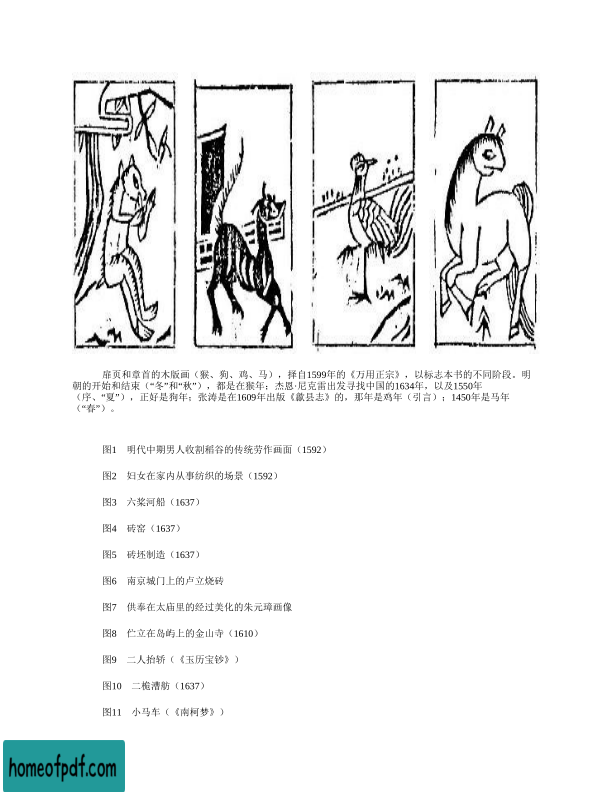 扉页和章首的木版画（猴、狗、鸡、马），择自1599年的《万用正宗》，以标志本书的不同阶段。明
朝的开始和结束（“冬”和“秋”），都是在猴年；杰恩·尼克雷出发寻找中国的1634年，以及1550年
（序、“夏”），正好是狗年；张涛是在1609年出版《歙县志》的，那年是鸡年（引言）；1450年是马年
（“春”）。
图1 明代中期男人收割稻谷的传统劳作画面（1592）
图2 妇女在家内从事纺织的场景（1592）
图3 六桨河船（1637）
图4 砖窑（1637）
图5 砖坯制造（1637）
图6 南京城门上的卢立烧砖
图7 供奉在太庙里的经过美化的朱元璋画像
图8 伫立在岛屿上的金山寺（1610）
图9 二人抬轿（《玉历宝钞》）
图10 二桅漕舫（1637）
图11 小马车（《南柯梦》）
homeofpdf.com